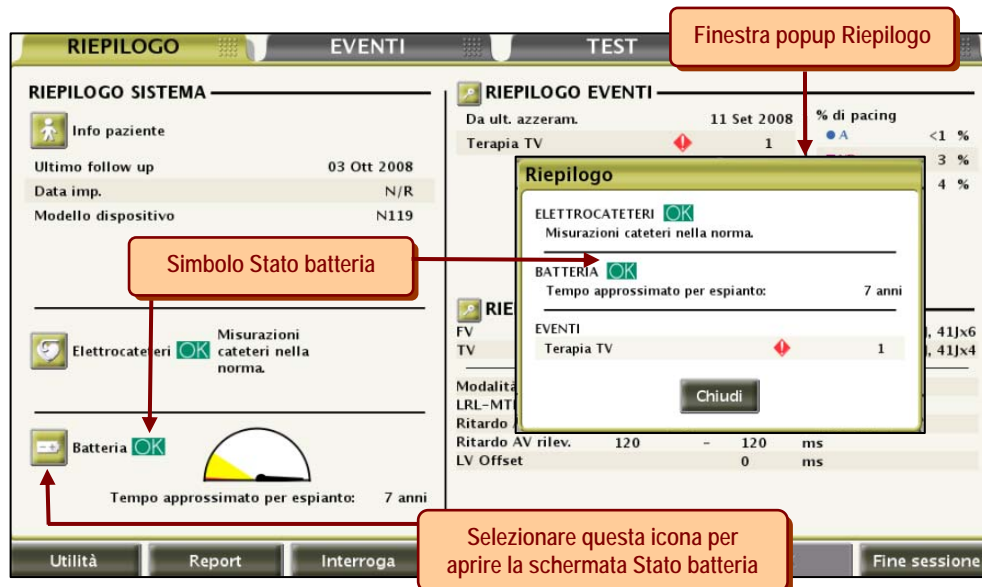 RIEPILOGO
EVENTI
TEST
Finestra popup Riepilogo
RIEPILOGO SISTEMA
Info paziente
Ultimo follow up 03 Ott 2008
Data imp. N/R
Modello dispositivo N119
Simbolo Stato batteria
Elettrocateteri OK Misurazioni
cateteri nella
norma.
Batteria OK
Tempo approssimato per espianto: 7 anni
RIEPILOGO EVENTI
Da ult. azzeram. 11 Set 2008
Terapia TV 1
% di pacing
A <1 %
3 %
4 %
Riepilogo
ELETTROCATETERI OK
Misurazioni cateteri nella norma.
BATTERIA OK
Tempo approssimato per espianto: 7 anni
EVENTI
Terapia TV 1
Chiudi
FV , 41Jx6
TV , 41Jx4
Modalità
LRL-MT
Ritardo
Ritardo AV rilev. 120 - 120 ms
LV Offset 0 ms
Selezionare questa icona per
aprire la schermata Stato batteria
Utilità
Report
Interroga
Fine sessione